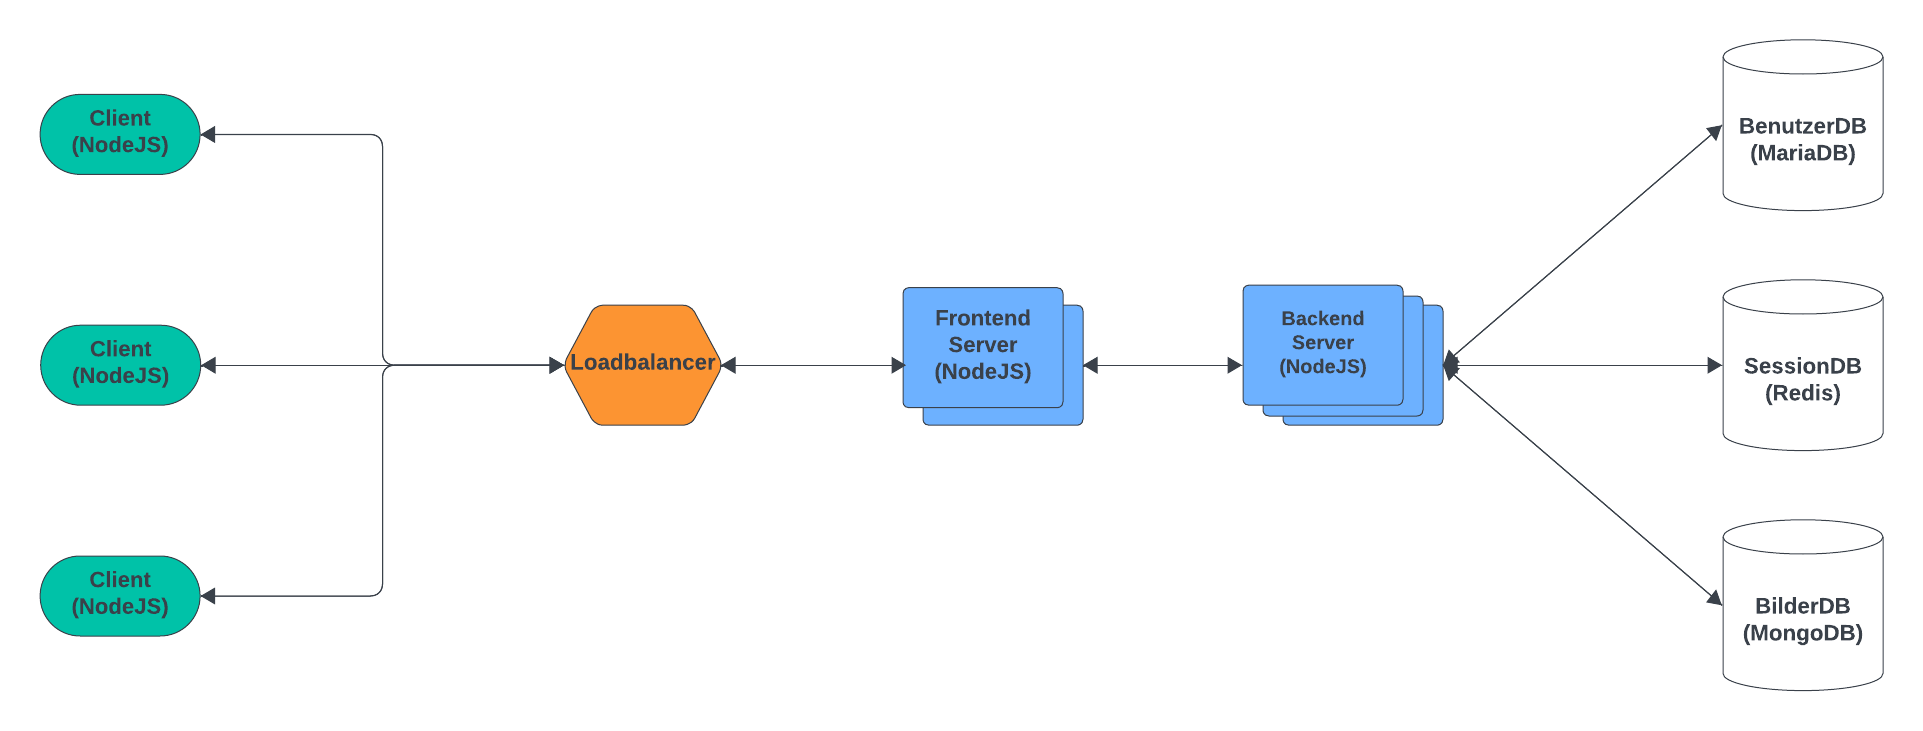 Client
(NodeJS)
Client
(NodeJS)
Client
(NodeJS)
Loadbalancer
Frontend
Server
(NodeJS)
Backend
Server
(NodeJS)
BenutzerDB
(MariaDB)
SessionDB
(Redis)
BilderDB
(MongoDB)